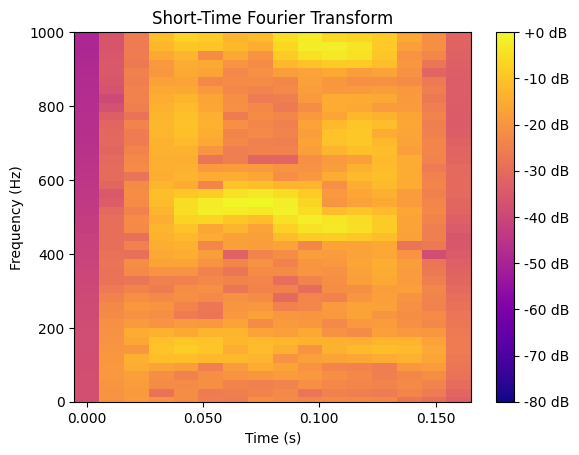 Short-Time Fourier Transform
1000
800
600
400
200
0
Frequency (Hz)
0.000
0.050
0.100
0.150
Time (s)
+0 dB
-10 dB
-20 dB
-30 dB
-40 dB
-50 dB
-60 dB
-70 dB
-80 dB